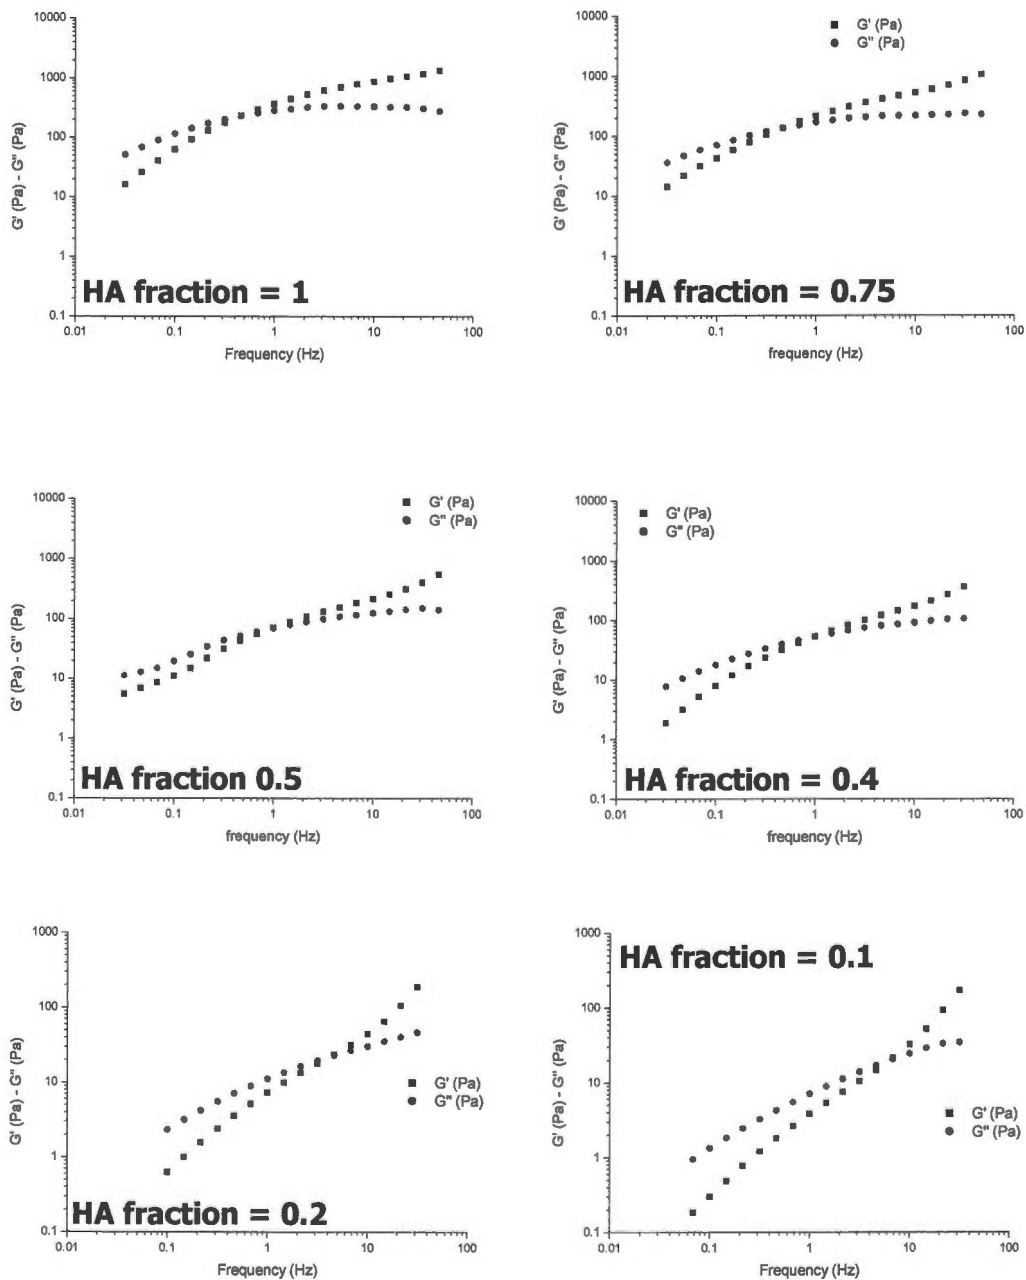 10000
1000
100
10
1
0.1
G' (Pa) - G" (Pa)
HA fraction = 1
0.01 0.1 1 10 100
Frequency (Hz)
10000
1000
100
10
1
0.1
G' (Pa) - G" (Pa)
G' (Pa)
G" (Pa)
HA fraction = 0.75
0.01 0.1 1 10 100
frequency (Hz)
10000
1000
100
10
1
0.1
G' (Pa) - G" (Pa)
G' (Pa)
G" (Pa)
HA fraction 0.5
0.01 0.1 1 10 100
frequency (Hz)
10000
1000
100
10
1
0.1
G' (Pa) - G" (Pa)
G' (Pa)
G" (Pa)
HA fraction = 0.4
0.01 0.1 1 10 100
frequency (Hz)
1000
100
10
1
0.1
G' (Pa) - G" (Pa)
G' (Pa)
G" (Pa)
HA fraction = 0.2
0.01 0.1 1 10 100
Frequency (Hz)
1000
100
10
1
0.1
G' (Pa) - G" (Pa)
HA fraction = 0.1
G' (Pa)
G" (Pa)
0.01 0.1 1 10 100
Frequency (Hz)